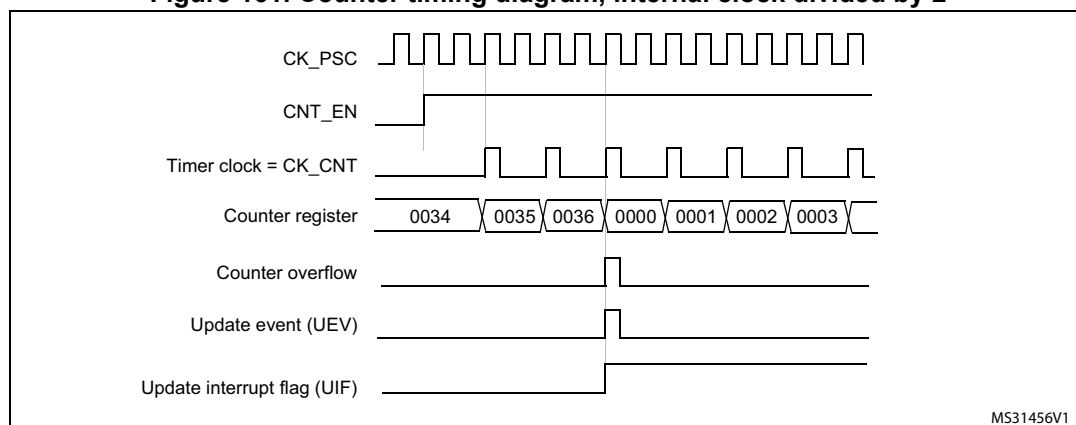 CK_PSC
CNT_EN
Timer clock = CK_CNT
Counter register 0034 0035 0036 0000 0001 0002 0003
Counter overflow
Update event (UEV)
Update interrupt flag (UIF)
MS31456V1